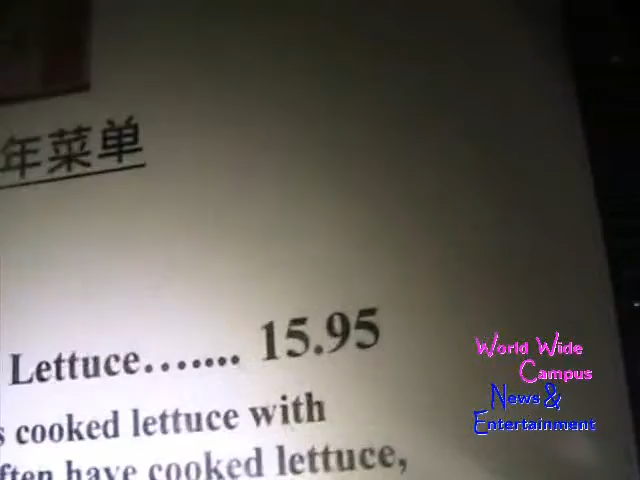 年菜单
Lettuce....... 15.95
s cooked lettuce with
ften have cooked lettuce,
World Wide
Campus
News &
Entertainment